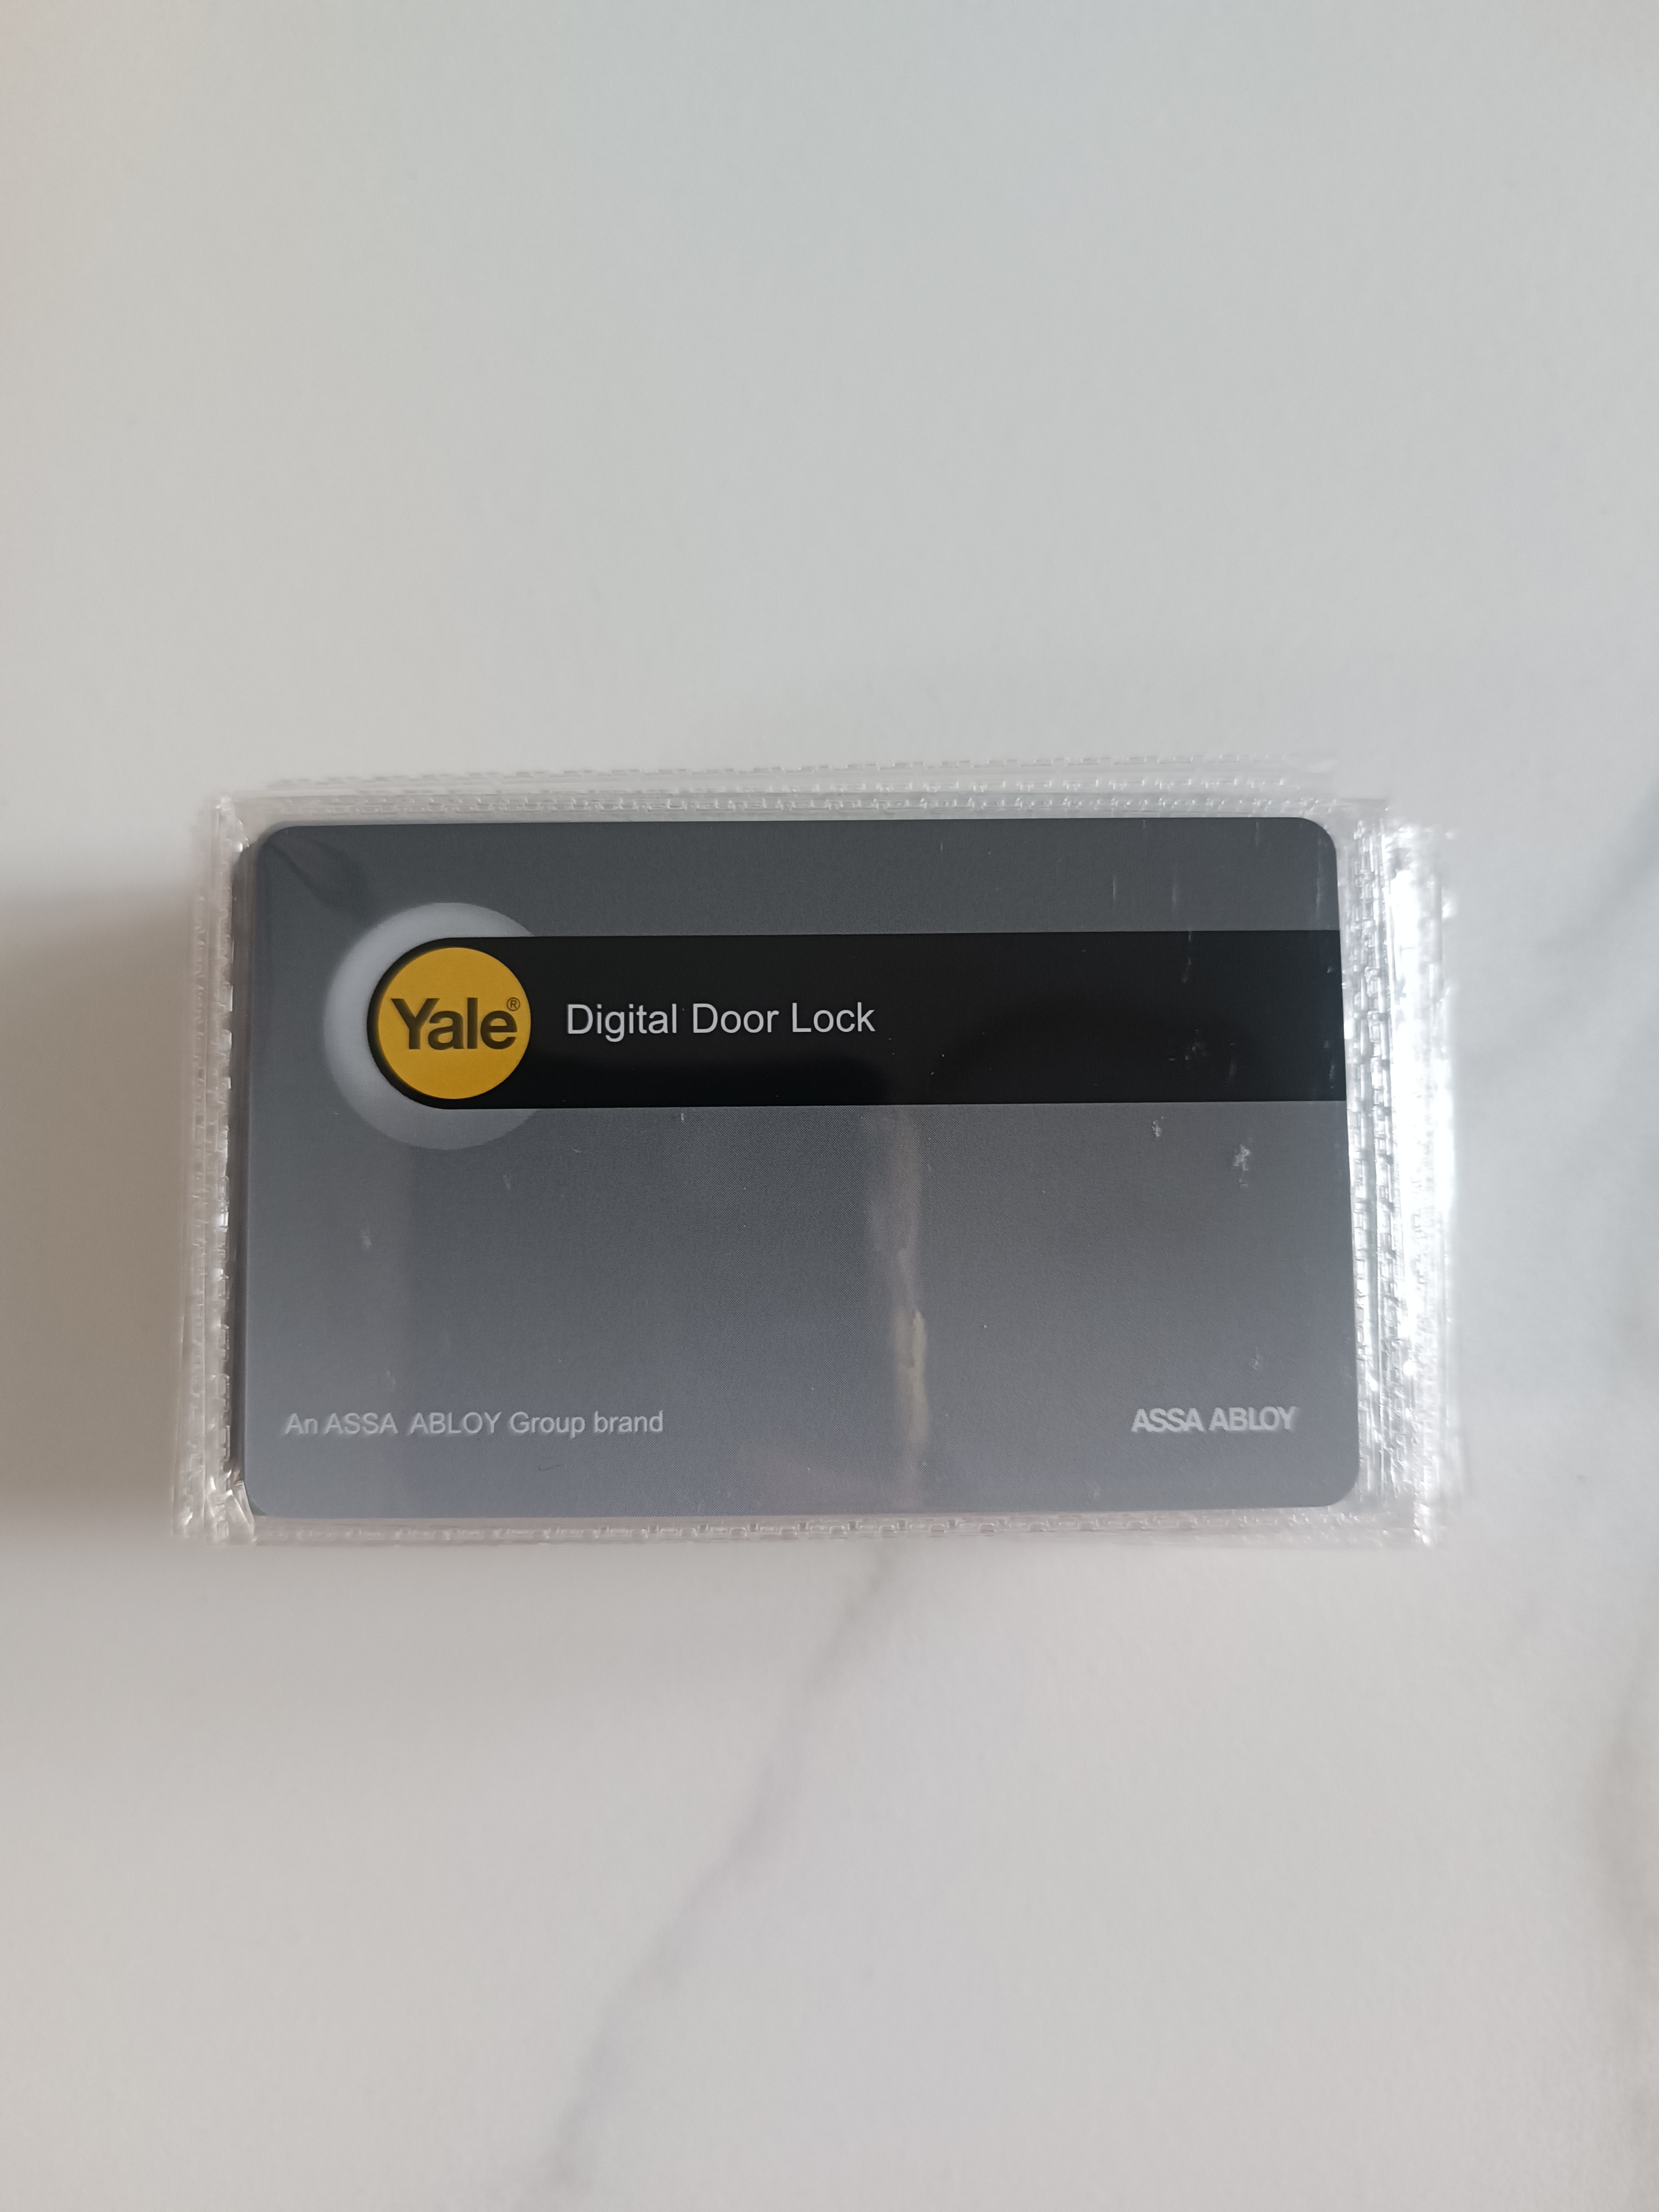 Yale®
Digital Door Lock
An ASSA ABLOY Group brand
ASSA ABLOY